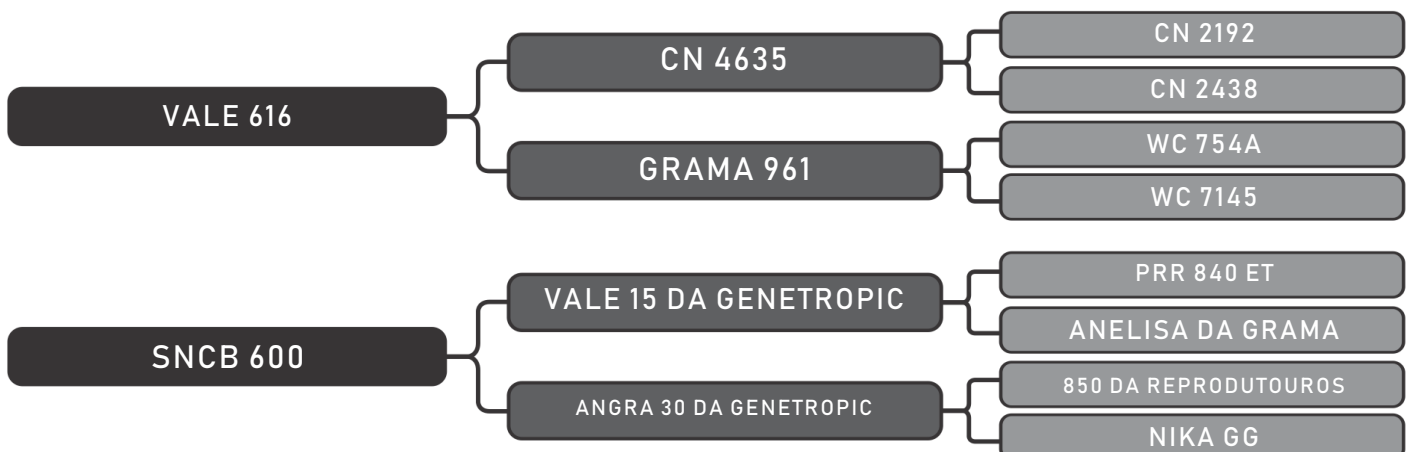 VALE 616
CN 4635
CN 2192
CN 2438
GRAMA 961
WC 754A
WC 7145
SNCB 600
VALE 15 DA GENETROPIC
PRR 840 ET
ANELISA DA GRAMA
ANGRA 30 DA GENETROPIC
850 DA REPRODUTOUROS
NIKA GG